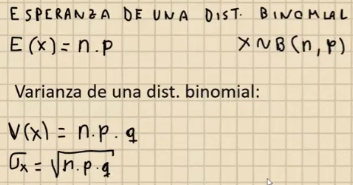 ESPERANZA DE UNA DIST. BINOMIAL
E(x) = n.p X∼B(n, p)
Varianza de una dist. binomial:
V(x) = n.p.q
σx = √n.p.q